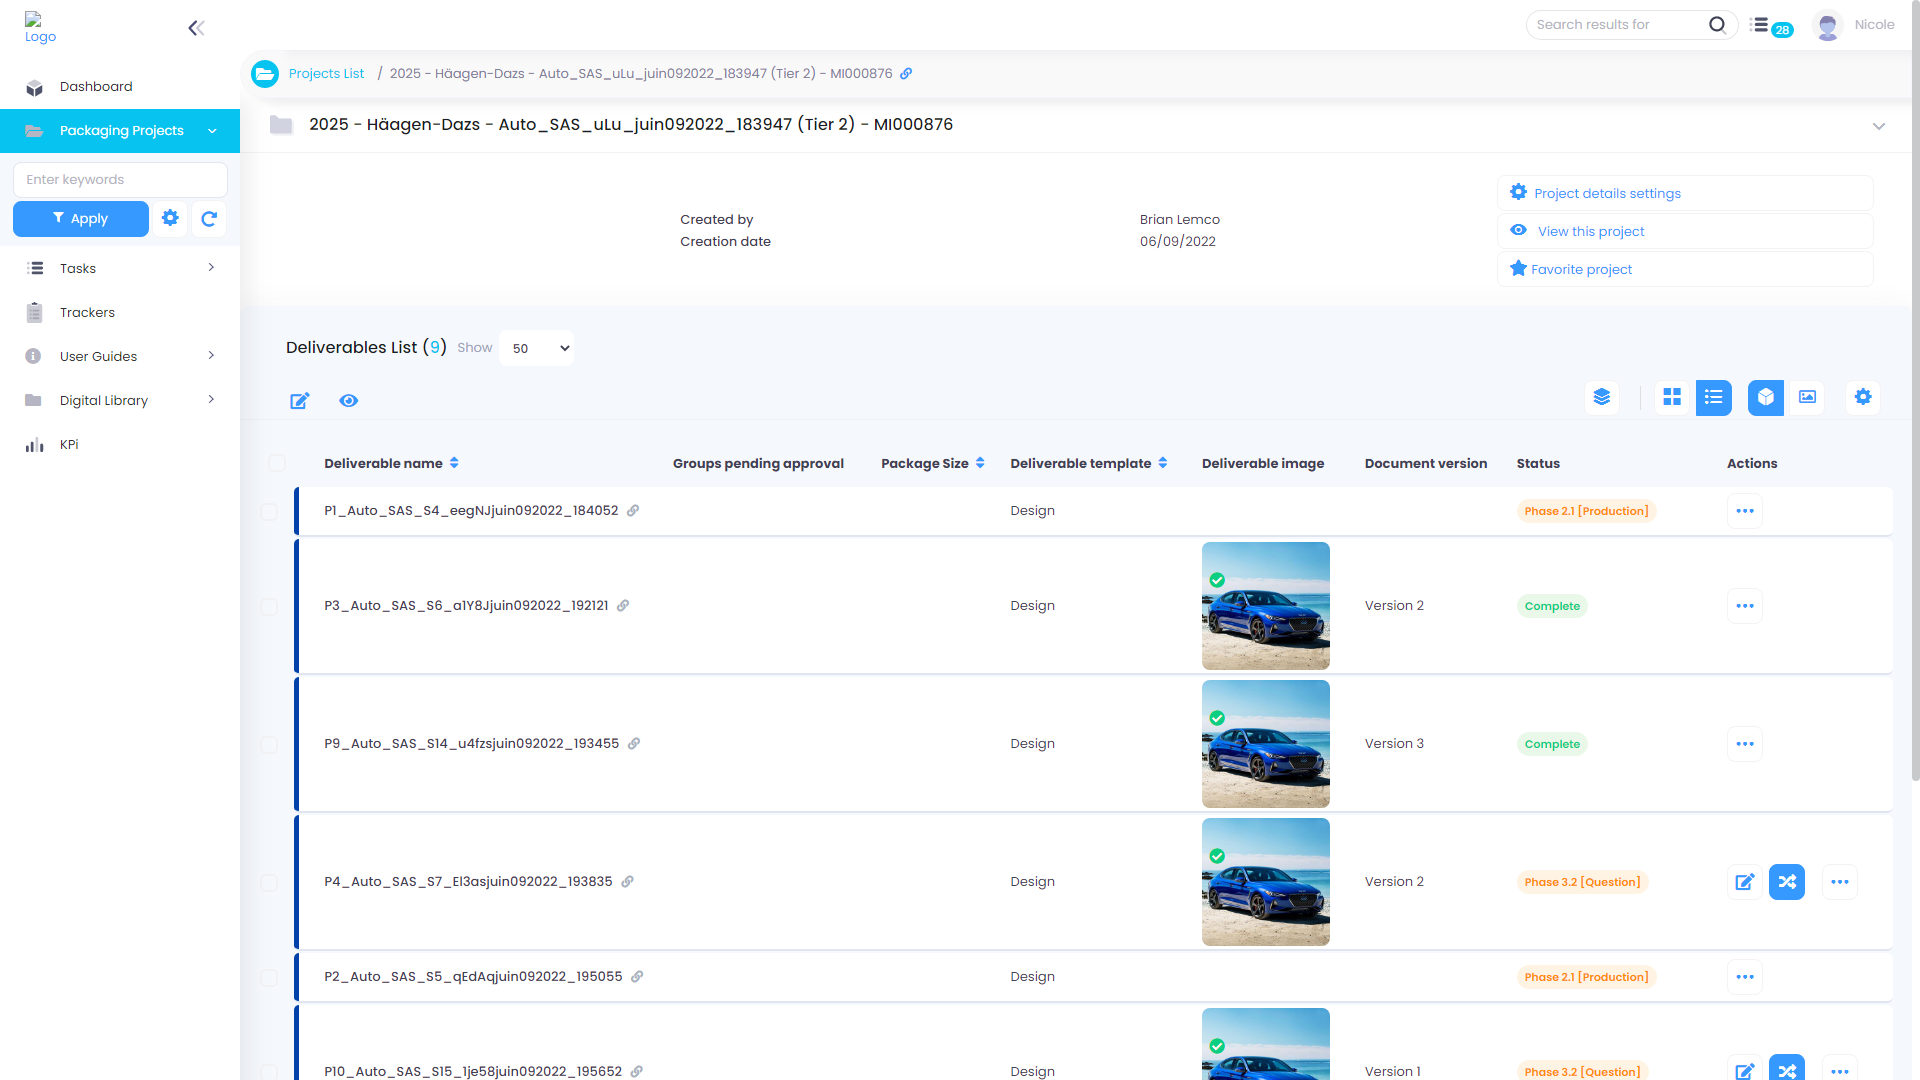 Logo
Search results for
28
Nicole
Dashboard
Packaging Projects
Enter keywords
Apply
Tasks
Trackers
User Guides
Digital Library
KPi
Projects List / 2025 - Häagen-Dazs - Auto_SAS_uLu_juin092022_183947 (Tier 2) - MI000876
2025 - Häagen-Dazs - Auto_SAS_uLu_juin092022_183947 (Tier 2) - MI000876
Created by Brian Lemco
Creation date 06/09/2022
Project details settings
View this project
Favorite project
Deliverables List (9) Show 50
Deliverable name Groups pending approval Package Size Deliverable template Deliverable image Document version Status Actions
P1_Auto_SAS_S4_eegNJjuin092022_184052 Design Phase 2.1 [Production]
P3_Auto_SAS_S6_a1Y8Jjuin092022_192121 Design Version 2 Complete
P9_Auto_SAS_S14_u4fzsjuin092022_193455 Design Version 3 Complete
P4_Auto_SAS_S7_El3asjuin092022_193835 Design Version 2 Phase 3.2 [Question]
P2_Auto_SAS_S5_qEdAqjuin092022_195055 Design Phase 2.1 [Production]
P10_Auto_SAS_S15_1je58juin092022_195652 Design Version 1 Phase 3.2 [Question]